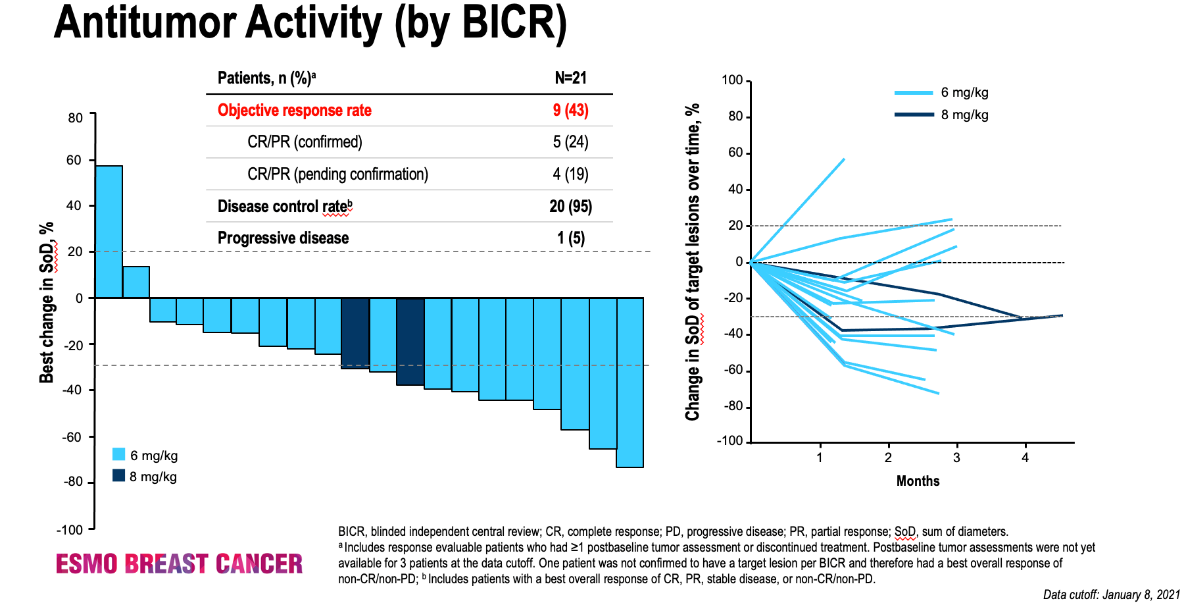 Antitumor Activity (by BICR)
Patients, n (%)ᵃ N=21
Objective response rate 9 (43)
CR/PR (confirmed) 5 (24)
CR/PR (pending confirmation) 4 (19)
Disease control rateᵇ 20 (95)
Progressive disease 1 (5)
Best change in SoD, %
80
60
40
20
0
-20
-40
-60
-80
-100
6 mg/kg
8 mg/kg
Change in SoD of target lesions over time, %
100
80
60
40
20
0
-20
-40
-60
-80
-100
6 mg/kg
8 mg/kg
1 2 3 4
Months
BICR, blinded independent central review; CR, complete response; PD, progressive disease; PR, partial response; SoD, sum of diameters.
ᵃ Includes response evaluable patients who had ≥1 postbaseline tumor assessment or discontinued treatment. Postbaseline tumor assessments were not yet
available for 3 patients at the data cutoff. One patient was not confirmed to have a target lesion per BICR and therefore had a best overall response of
non-CR/non-PD; ᵇ Includes patients with a best overall response of CR, PR, stable disease, or non-CR/non-PD.
ESMO BREAST CANCER
Data cutoff: January 8, 2021